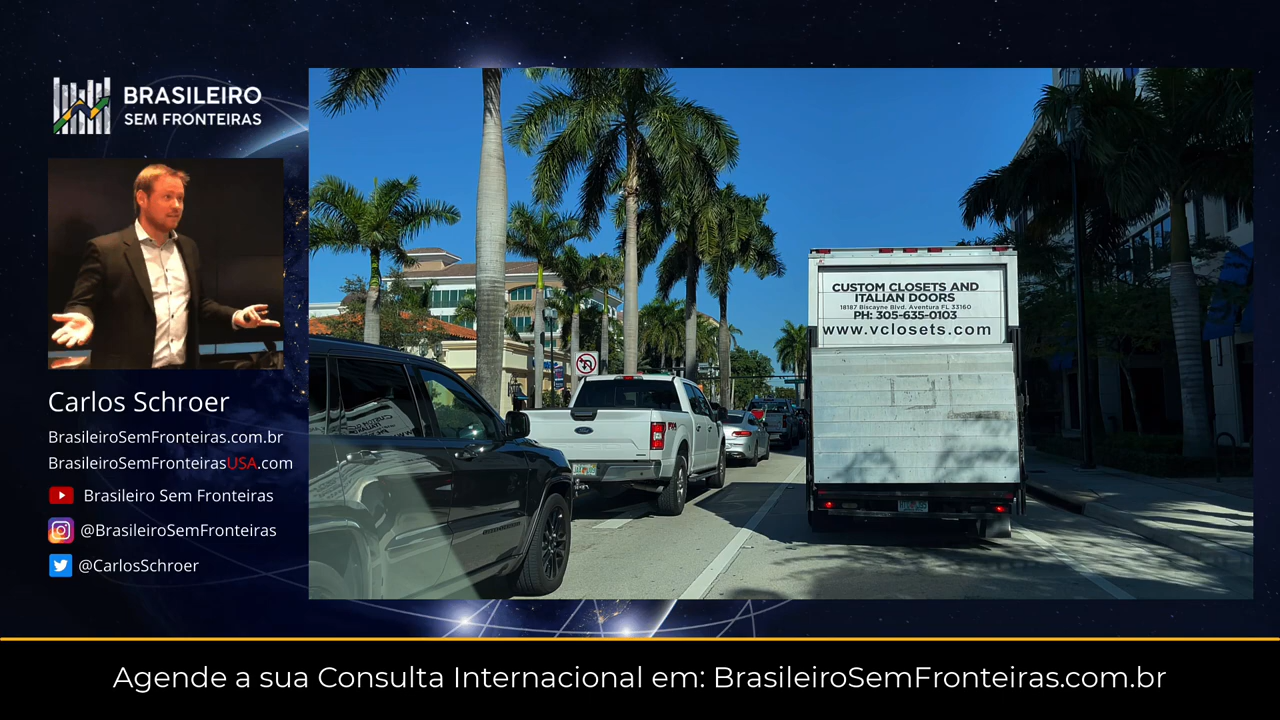 BRASILEIRO
SEM FRONTEIRAS
Carlos Schroer
BrasileiroSemFronteiras.com.br
BrasileiroSemFronteirasUSA.com
Brasileiro Sem Fronteiras
@BrasileiroSemFronteiras
@CarlosSchroer
CUSTOM CLOSETS AND
ITALIAN DOORS
18187 Biscayne Blvd. Aventura FL 33160
PH: 305-635-0103
www.vclosets.com
Ford
Agende a sua Consulta Internacional em: BrasileiroSemFronteiras.com.br